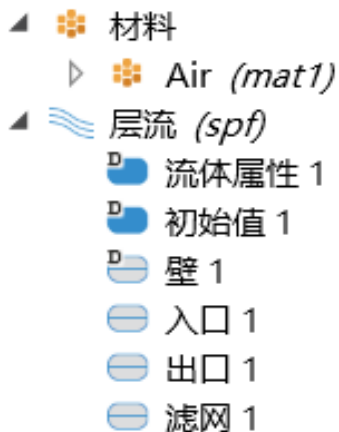 材料
Air (mat1)
层流 (spf)
D 流体属性 1
D 初始值 1
D 壁 1
入口 1
出口 1
滤网 1